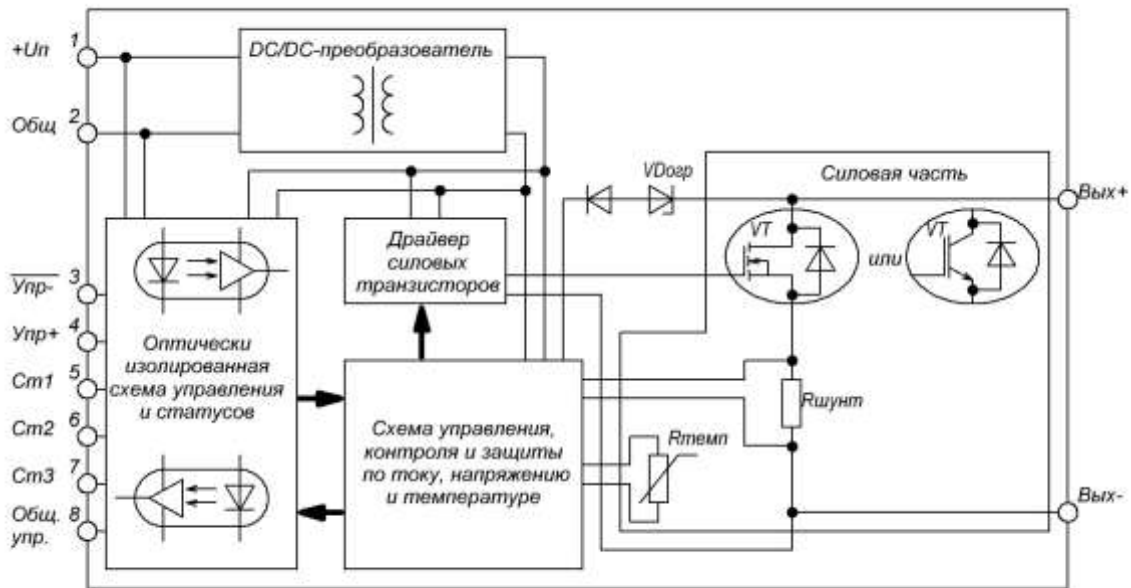 +Uп 1
DC/DC-преобразователь
Общ 2
VDогр
Силовая часть
Вых+
VT
или
VT
Драйвер
силовых
транзисторов
Упр- 3
Упр+ 4
Оптически
изолированная
схема управления
и статусов
Ст1 5
Ст2 6
Ст3 7
Общ. 8
упр.
Схема управления,
контроля и защиты
по току, напряжению
и температуре
Rтемп
Rшунт
Вых-